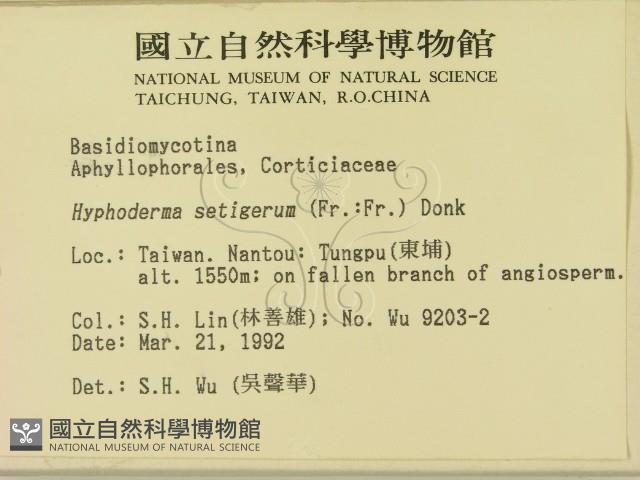 國立自然科學博物館
NATIONAL MUSEUM OF NATURAL SCIENCE
TAICHUNG, TAIWAN, R.O.CHINA
Basidiomycotina
Aphyllophorales, Corticiaceae
Hyphoderma setigerum (Fr.:Fr.) Donk
Loc.: Taiwan. Nantou: Tungpu(東埔)
alt. 1550m; on fallen branch of angiosperm.
Col.: S.H. Lin(林善雄); No. Wu 9203-2
Date: Mar. 21, 1992
Det.: S.H. Wu (吳聲華)
國立自然科學博物館
NATIONAL MUSEUM OF NATURAL SCIENCE